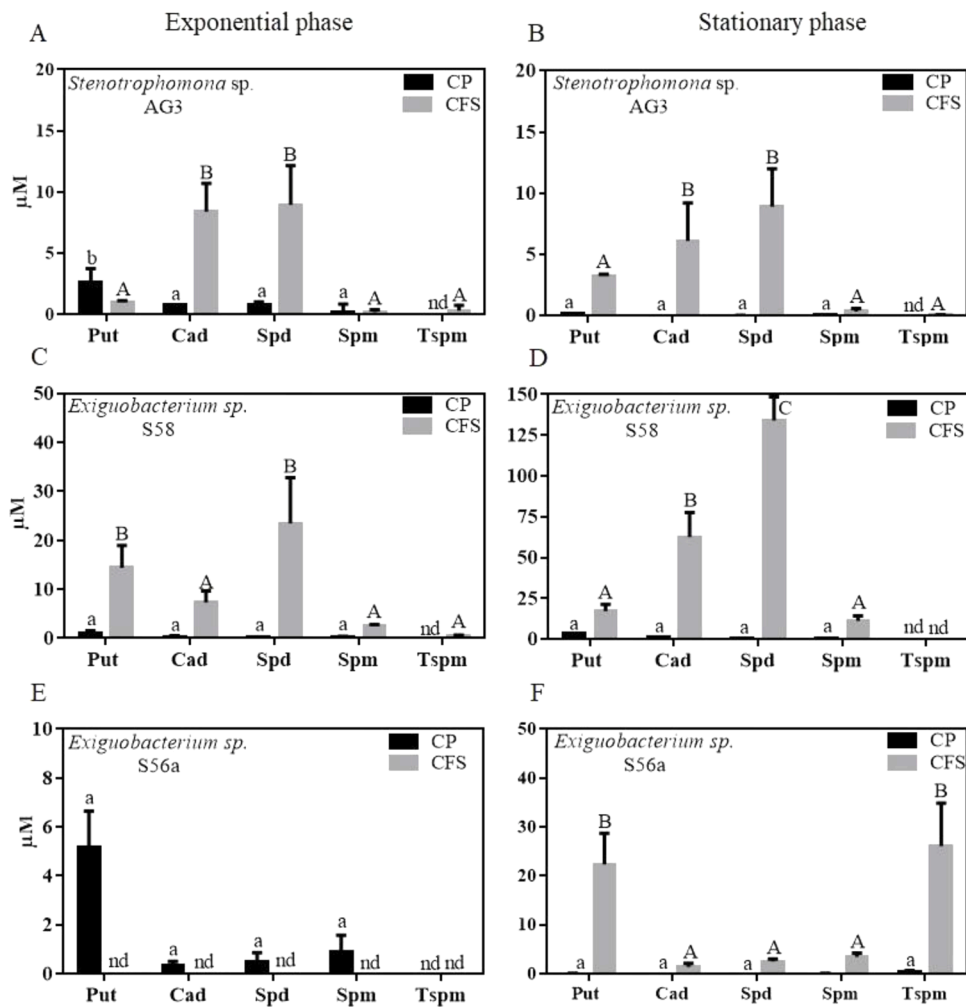 Exponential phase
Stationary phase
A
20
15
10
5
0
µM
Stenotrophomona sp.
AG3
CP
CFS
b
A
a
B
a
B
a
A
nd
A
Put Cad Spd Spm Tspm
B
20
15
10
5
0
Stenotrophomona sp.
AG3
CP
CFS
a
A
a
B
a
B
a
A
nd
A
Put Cad Spd Spm Tspm
C
50
40
30
20
10
0
µM
Exiguobacterium sp.
S58
CP
CFS
a
B
a
A
a
B
a
A
nd
A
Put Cad Spd Spm Tspm
D
150
125
100
75
50
25
0
Exiguobacterium sp.
S58
CP
CFS
a
A
a
B
a
C
a
A
nd nd
Put Cad Spd Spm Tspm
E
10
8
6
4
2
0
µM
Exiguobacterium sp.
S56a
CP
CFS
a
nd
a
nd
a
nd
a
nd
nd nd
Put Cad Spd Spm Tspm
F
50
40
30
20
10
0
Exiguobacterium sp.
S56a
CP
CFS
a
B
a
A
a
A
a
A
a
B
Put Cad Spd Spm Tspm